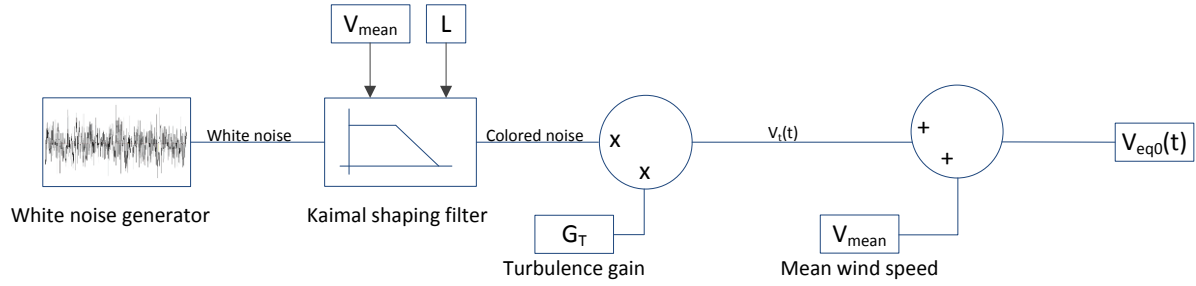 V_mean
L
White noise
Colored noise
x
x
V_t(t)
+
+
V_eq0(t)
White noise generator
Kaimal shaping filter
G_T
Turbulence gain
V_mean
Mean wind speed